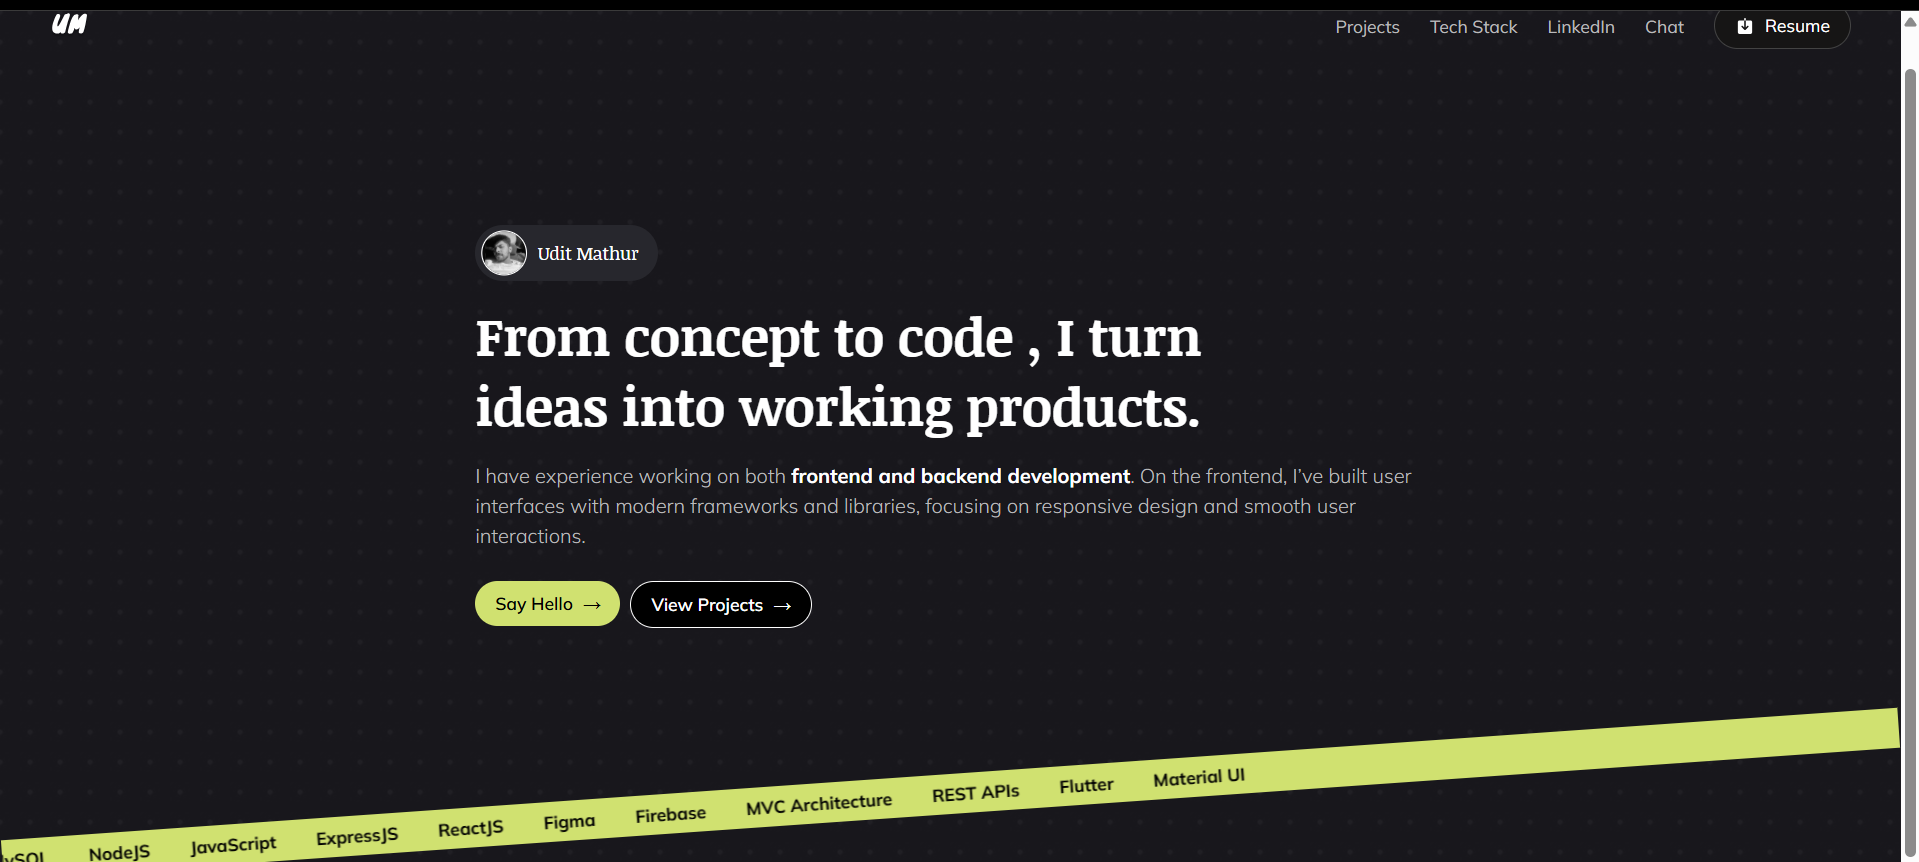 UM
Projects Tech Stack LinkedIn Chat Resume
Udit Mathur
From concept to code , I turn
ideas into working products.
I have experience working on both frontend and backend development. On the frontend, I’ve built user
interfaces with modern frameworks and libraries, focusing on responsive design and smooth user
interactions.
Say Hello → View Projects →
NodeJS JavaScript ExpressJS ReactJS Figma Firebase MVC Architecture REST APIs Flutter Material UI